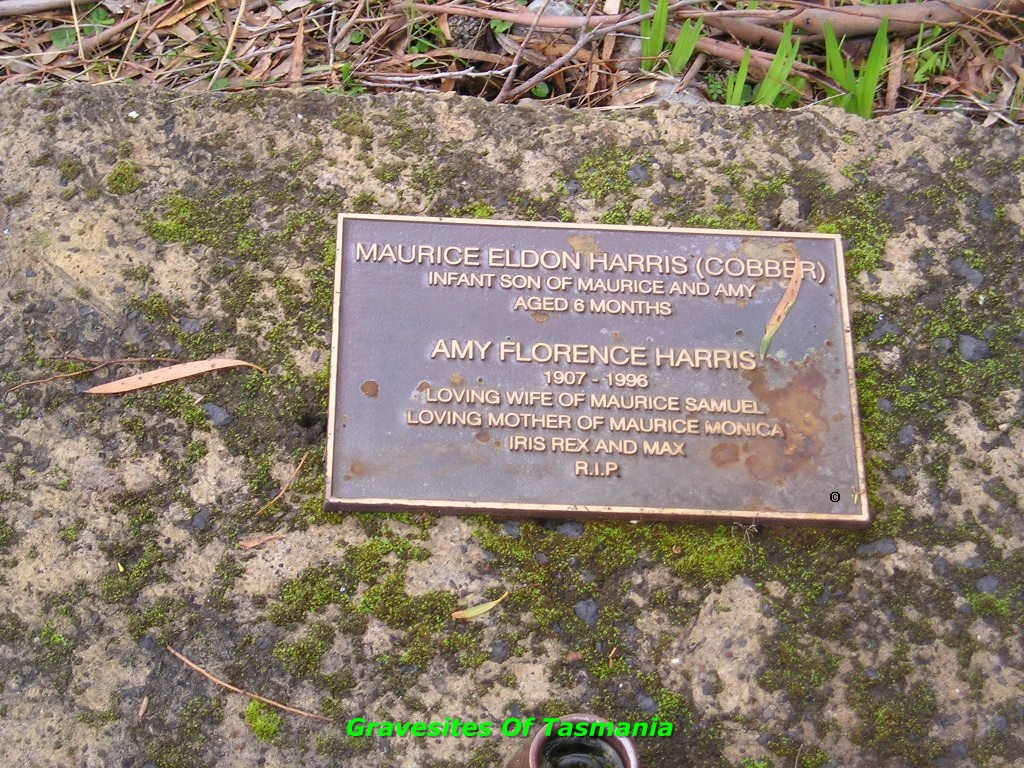 MAURICE ELDON HARRIS (COBBER)
INFANT SON OF MAURICE AND AMY
AGED 6 MONTHS
AMY FLORENCE HARRIS
1907 - 1996
LOVING WIFE OF MAURICE SAMUEL
LOVING MOTHER OF MAURICE MONICA
IRIS REX AND MAX
R.I.P.
©
Gravesites Of Tasmania